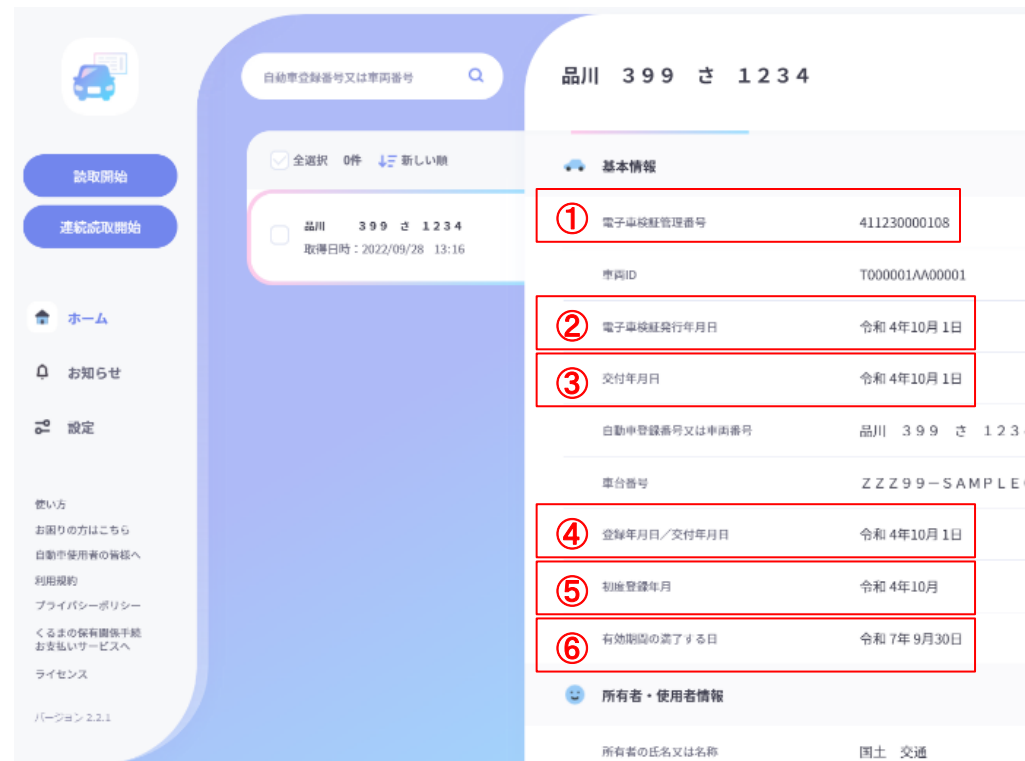 読取開始
連続読取開始
ホーム
お知らせ
設定
使い方
お困りの方はこちら
自動車使用者の皆様へ
利用規約
プライバシーポリシー
くるまの保有関係手続
お支払いサービスへ
ライセンス
バージョン 2.2.1
自動車登録番号又は車両番号
全選択 0件 新しい順
品川 399 さ 1234
取得日時：2022/09/28 13:16
品川 ３９９ さ １２３４
基本情報
① 電子車検証管理番号 411230000108
車両ID T000001AA00001
② 電子車検証発行年月日 令和 4年10月 1日
③ 交付年月日 令和 4年10月 1日
自動車登録番号又は車両番号 品川 ３９９ さ １２３
車台番号 ＺＺＺ９９－ＳＡＭＰＬＥ
④ 登録年月日／交付年月日 令和 4年10月 1日
⑤ 初度登録年月 令和 4年10月
⑥ 有効期間の満了する日 令和 7年 9月30日
所有者・使用者情報
所有者の氏名又は名称 国土 交通